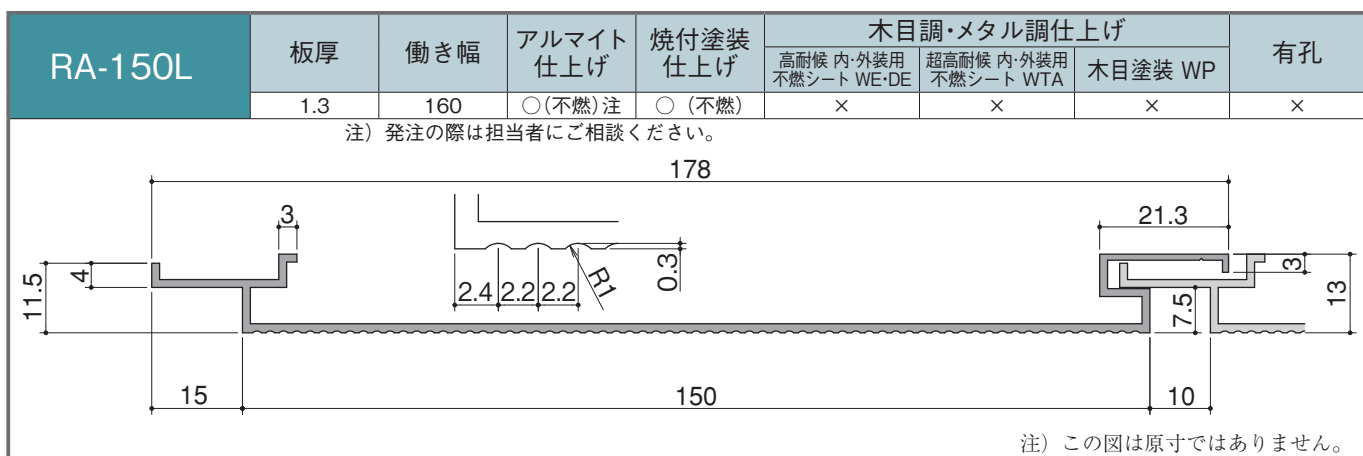 RA-150L
板厚
働き幅
アルマイト
仕上げ
焼付塗装
仕上げ
木目調・メタル調仕上げ
高耐候 内・外装用
不燃シート WE・DE
超高耐候 内・外装用
不燃シート WTA
木目塗装 WP
有孔
1.3
160
○(不燃)注
○ (不燃)
×
×
×
×
注）発注の際は担当者にご相談ください。
178
3
21.3
11.5
4
2.4
2.2
2.2
R1
0.3
3
13
7.5
15
150
10
注）この図は原寸ではありません。